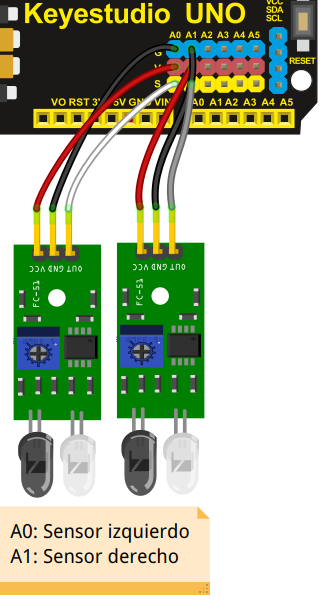 Keyestudio UNO
VCC
SDA
SCL
A0 A1 A2 A3 A4 A5
G
V
S
RESET
VO RST 3 5V GND VIN A0 A1 A2 A3 A4 A5
OUT GND VCC
OUT GND VCC
FC-51
FC-51
A0: Sensor izquierdo
A1: Sensor derecho